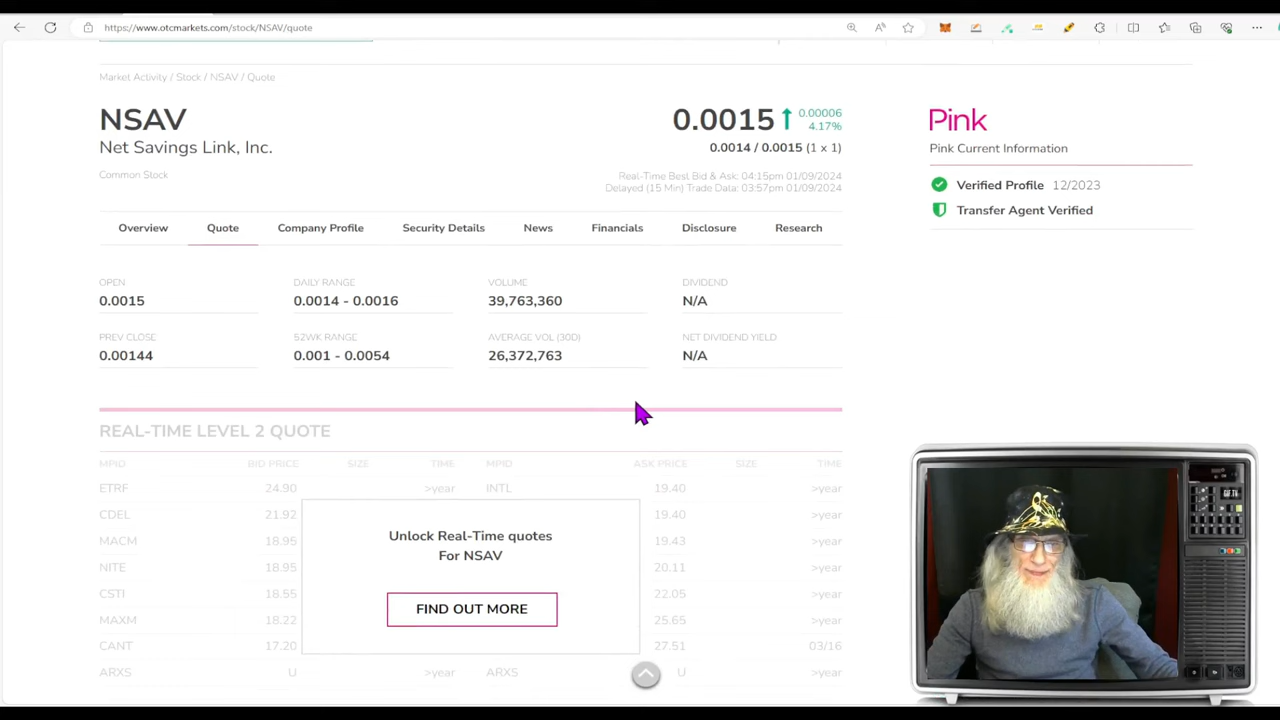 https://www.otcmarkets.com/stock/NSAV/quote
Market Activity / Stock / NSAV / Quote
NSAV
Net Savings Link, Inc.
Common Stock
0.0015
0.00006
4.17%
0.0014 / 0.0015 (1 x 1)
Real-Time Best Bid & Ask: 04:15pm 01/09/2024
Delayed (15 Min) Trade Data: 03:57pm 01/09/2024
Pink
Pink Current Information
Verified Profile 12/2023
Transfer Agent Verified
Overview Quote Company Profile Security Details News Financials Disclosure Research
OPEN DAILY RANGE VOLUME DIVIDEND
0.0015 0.0014 - 0.0016 39,763,360 N/A
PREV CLOSE 52WK RANGE AVERAGE VOL (30D) NET DIVIDEND YIELD
0.00144 0.001 - 0.0054 26,372,763 N/A
REAL-TIME LEVEL 2 QUOTE
MPID BID PRICE SIZE TIME MPID ASK PRICE SIZE TIME
ETRF 24.90 >year INTL 19.40 >year
CDEL 21.92 19.40 >year
MACM 18.95 19.43 >year
NITE 18.95 20.11 >year
CSTI 18.55 22.05 >year
MAXM 18.22 25.65 >year
CANT 17.20 27.51 03/16
ARXS U >year ARXS U >year
Unlock Real-Time quotes
For NSAV
FIND OUT MORE
GIF.TV